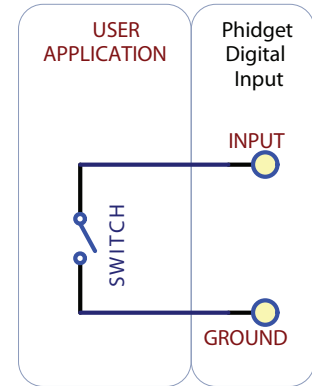 USER
APPLICATION
Phidget
Digital
Input
INPUT
SWITCH
GROUND